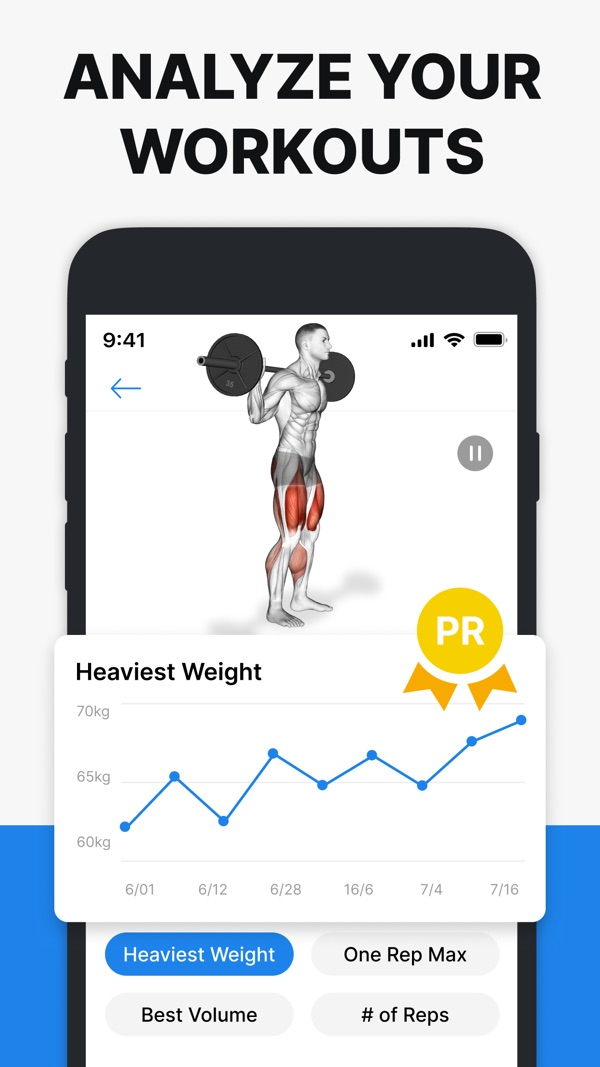 ANALYZE YOUR
WORKOUTS
9:41
35
PR
Heaviest Weight
70kg
65kg
60kg
6/01 6/12 6/28 16/6 7/4 7/16
Heaviest Weight One Rep Max
Best Volume # of Reps